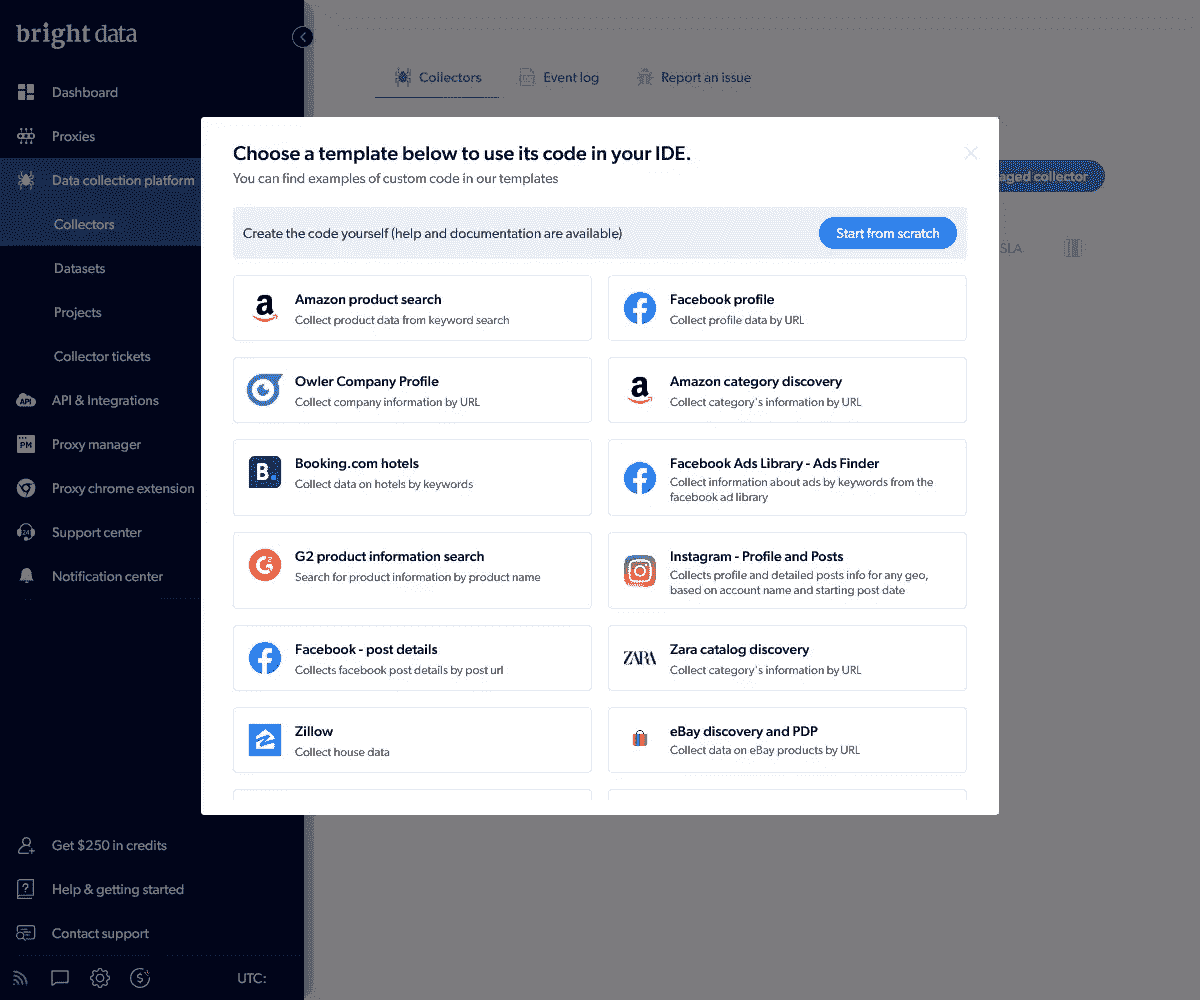 bright data
Dashboard
Proxies
Data collection platform
Collectors
Datasets
Projects
Collector tickets
API & Integrations
Proxy manager
Proxy chrome extension
Support center
Notification center
Get $250 in credits
Help & getting started
Contact support
UTC:
Collectors
Event log
Report an issue
aged collector
SLA
Choose a template below to use its code in your IDE.
You can find examples of custom code in our templates
Create the code yourself (help and documentation are available)
Start from scratch
Amazon product search
Collect product data from keyword search
Facebook profile
Collect profile data by URL
Owler Company Profile
Collect company information by URL
Amazon category discovery
Collect category's information by URL
Booking.com hotels
Collect data on hotels by keywords
Facebook Ads Library - Ads Finder
Collect information about ads by keywords from the
facebook ad library
G2 product information search
Search for product information by product name
Instagram - Profile and Posts
Collects profile and detailed posts info for any geo,
based on account name and starting post date
Facebook - post details
Collects facebook post details by post url
ZARA
Zara catalog discovery
Collect category's information by URL
Zillow
Collect house data
eBay discovery and PDP
Collect data on eBay products by URL